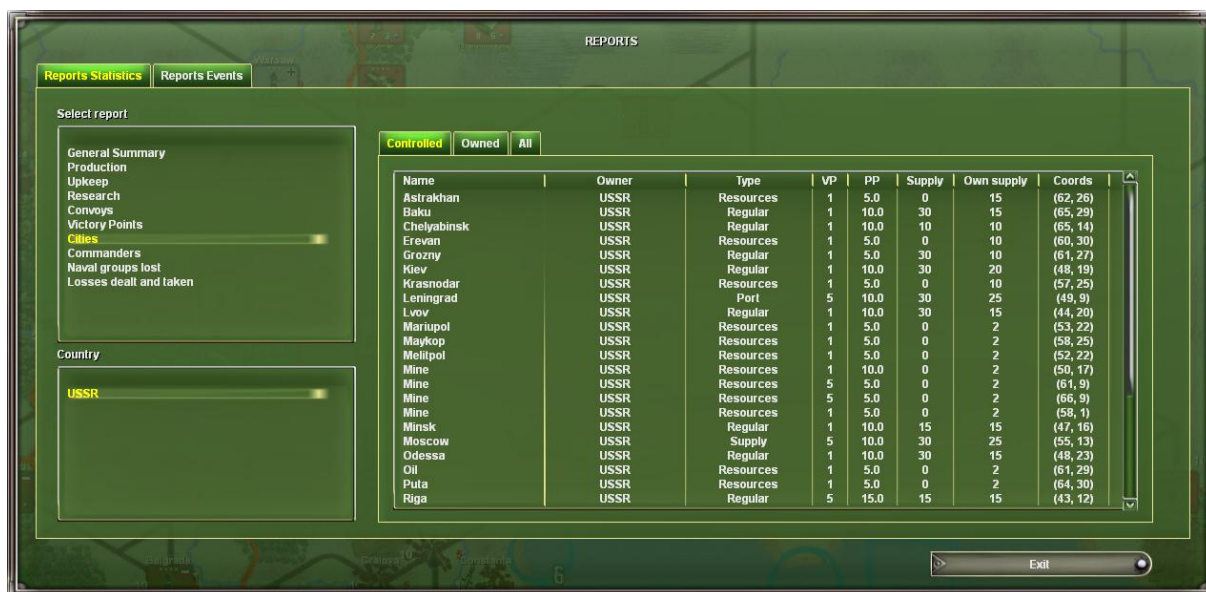 REPORTS
Warsaw
Reports Statistics Reports Events
Select report
General Summary
Production
Upkeep
Research
Convoys
Victory Points
Cities
Commanders
Naval groups lost
Losses dealt and taken
Country
USSR
Controlled Owned All
Name Owner Type VP PP Supply Own supply Coords
Astrakhan USSR Resources 1 5.0 0 15 (62, 26)
Baku USSR Regular 1 10.0 30 15 (65, 29)
Chelyabinsk USSR Regular 1 10.0 10 10 (65, 14)
Erevan USSR Resources 1 5.0 0 10 (60, 30)
Grozny USSR Regular 1 5.0 30 10 (61, 27)
Kiev USSR Regular 1 10.0 30 20 (48, 19)
Krasnodar USSR Resources 1 5.0 0 10 (57, 25)
Leningrad USSR Port 5 10.0 30 25 (49, 9)
Lvov USSR Regular 1 10.0 30 15 (44, 20)
Mariupol USSR Resources 1 5.0 0 2 (53, 22)
Maykop USSR Resources 1 5.0 0 2 (58, 25)
Melitpol USSR Resources 1 5.0 0 2 (52, 22)
Mine USSR Resources 1 10.0 0 2 (50, 17)
Mine USSR Resources 5 5.0 0 2 (61, 9)
Mine USSR Resources 5 5.0 0 2 (66, 9)
Mine USSR Resources 1 5.0 0 2 (58, 1)
Minsk USSR Regular 1 10.0 15 15 (47, 16)
Moscow USSR Supply 5 10.0 30 25 (55, 13)
Odessa USSR Regular 1 10.0 30 15 (48, 23)
Oil USSR Resources 1 5.0 0 2 (61, 29)
Puta USSR Resources 1 5.0 0 2 (64, 30)
Riga USSR Regular 5 15.0 15 15 (43, 12)
Belgrade Craiova Constanta
6
Exit